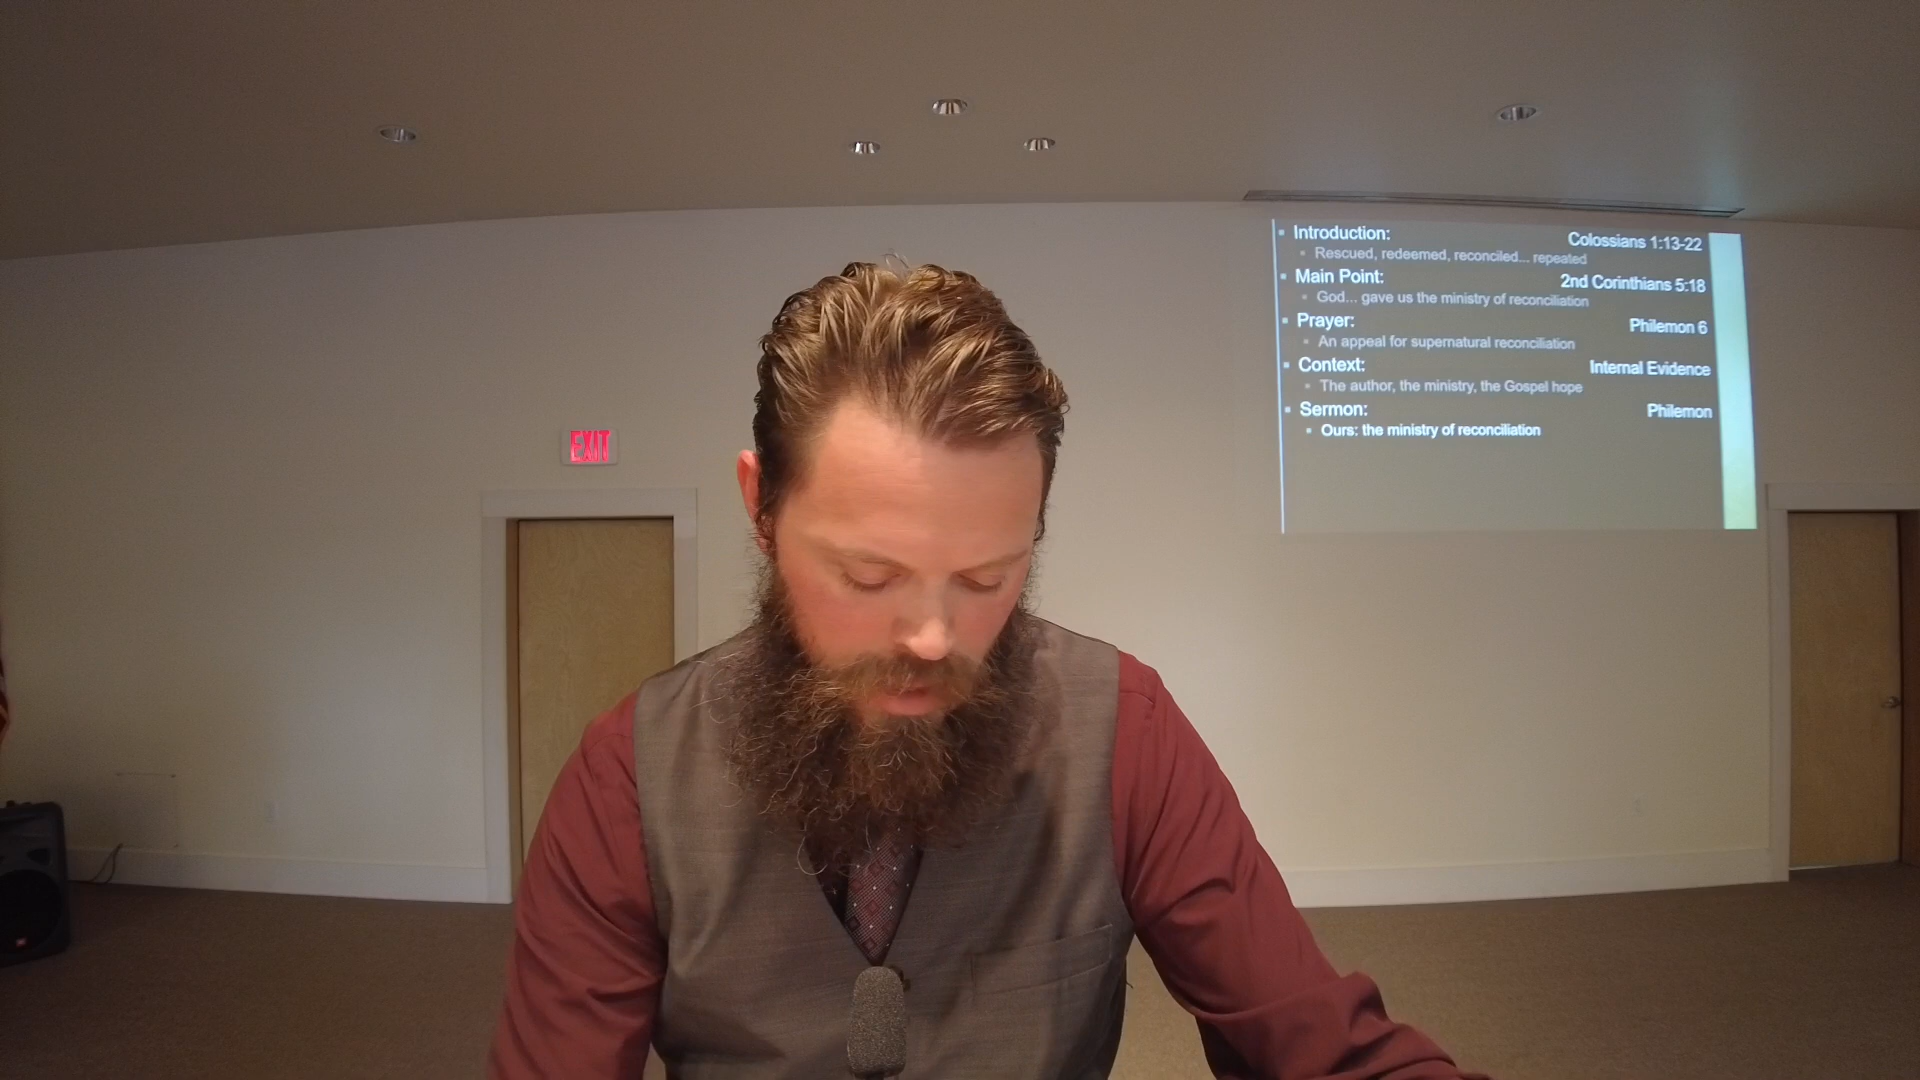 Introduction: Colossians 1:13-22
Rescued, redeemed, reconciled... repeated
Main Point: 2nd Corinthians 5:18
God... gave us the ministry of reconciliation
Prayer: Philemon 6
An appeal for supernatural reconciliation
Context: Internal Evidence
The author, the ministry, the Gospel hope
Sermon: Philemon
Ours: the ministry of reconciliation
EXIT